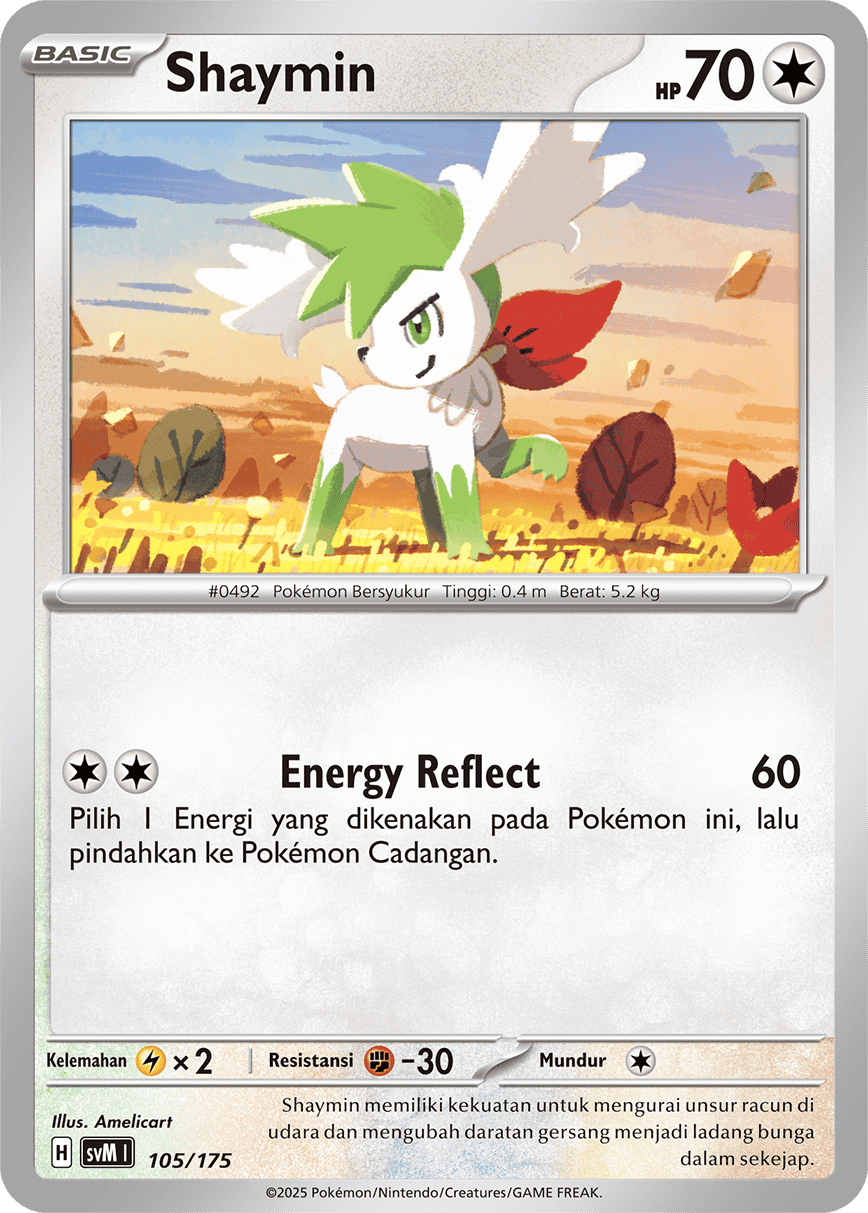 BASIC
Shaymin
HP 70
#0492 Pokémon Bersyukur Tinggi: 0.4 m Berat: 5.2 kg
Energy Reflect 60
Pilih 1 Energi yang dikenakan pada Pokémon ini, lalu
pindahkan ke Pokémon Cadangan.
Kelemahan ×2 Resistansi -30 Mundur
Illus. Amelicart
Shaymin memiliki kekuatan untuk mengurai unsur racun di
udara dan mengubah daratan gersang menjadi ladang bunga
dalam sekejap.
H svM I 105/175
©2025 Pokémon/Nintendo/Creatures/GAME FREAK.